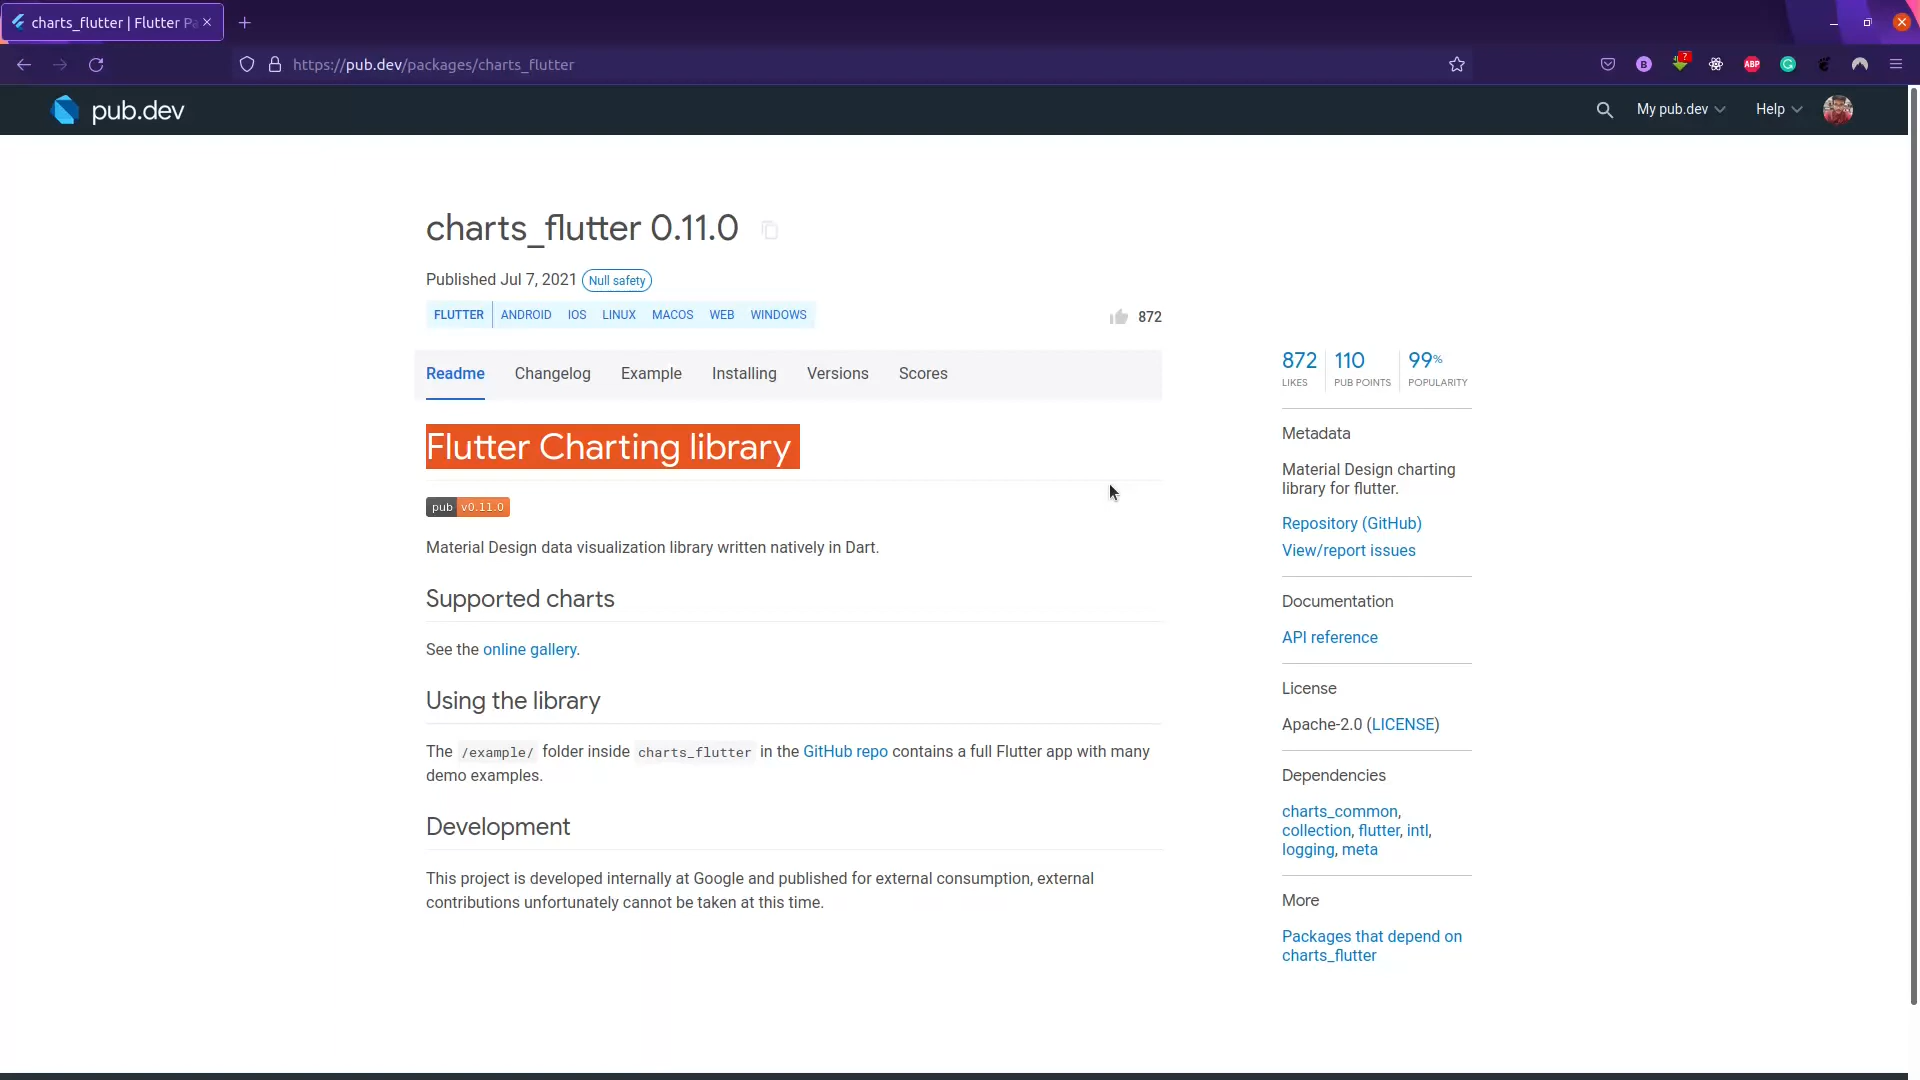 charts_flutter | Flutter Pa
https://pub.dev/packages/charts_flutter
pub.dev
My pub.dev
Help
charts_flutter 0.11.0
Published Jul 7, 2021 Null safety
FLUTTER ANDROID IOS LINUX MACOS WEB WINDOWS
872
Readme Changelog Example Installing Versions Scores
Flutter Charting library
pub v0.11.0
Material Design data visualization library written natively in Dart.
Supported charts
See the online gallery.
Using the library
The /example/ folder inside charts_flutter in the GitHub repo contains a full Flutter app with many
demo examples.
Development
This project is developed internally at Google and published for external consumption, external
contributions unfortunately cannot be taken at this time.
872 110 99%
LIKES PUB POINTS POPULARITY
Metadata
Material Design charting
library for flutter.
Repository (GitHub)
View/report issues
Documentation
API reference
License
Apache-2.0 (LICENSE)
Dependencies
charts_common,
collection, flutter, intl,
logging, meta
More
Packages that depend on
charts_flutter
B
?
ABP
G